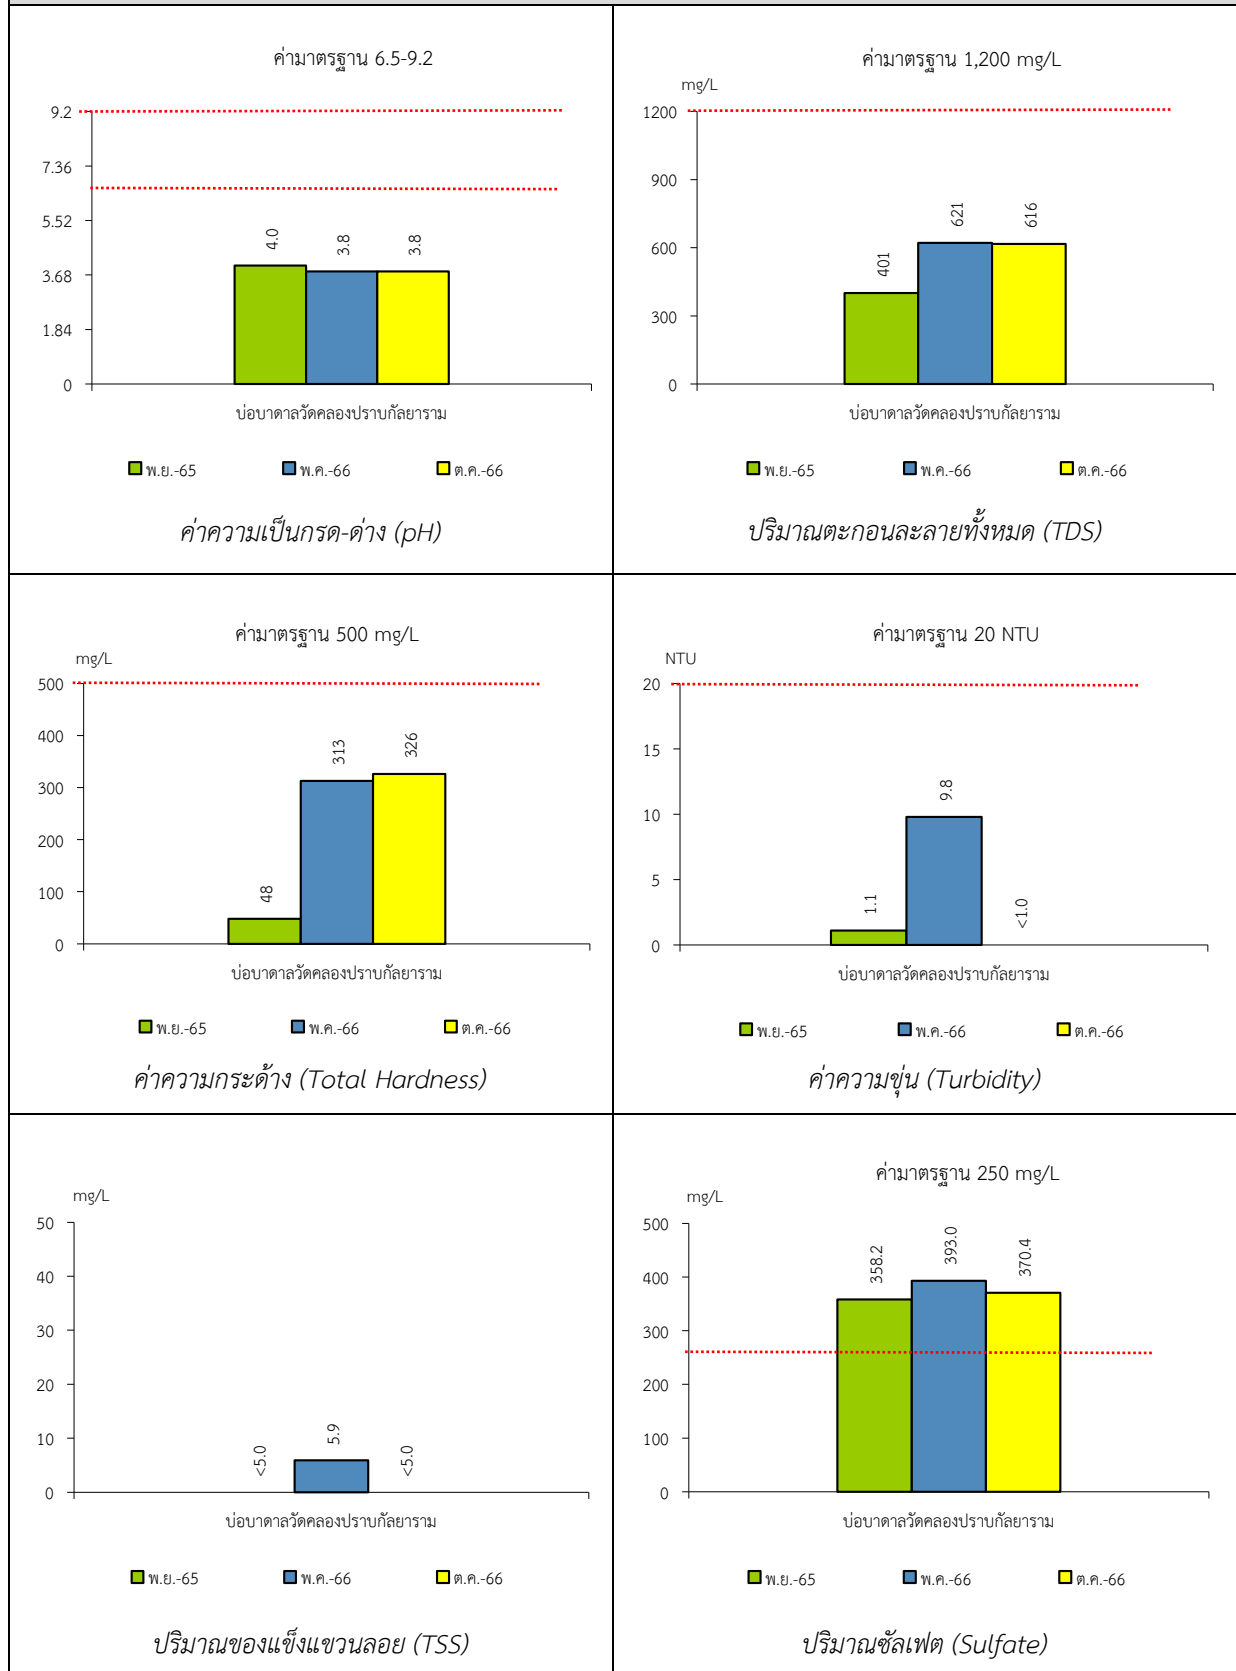 ค่ามาตรฐาน 6.5-9.2
9.2
7.36
5.52
3.68
1.84
0
4.0
3.8
3.8
บ่อบาดาลวัดคลองปราบกัลยาราม
พ.ย.-65 พ.ค.-66 ต.ค.-66
ค่าความเป็นกรด-ด่าง (pH)
ค่ามาตรฐาน 1,200 mg/L
mg/L
1200
900
600
300
0
401
621
616
บ่อบาดาลวัดคลองปราบกัลยาราม
พ.ย.-65 พ.ค.-66 ต.ค.-66
ปริมาณตะกอนละลายทั้งหมด (TDS)
ค่ามาตรฐาน 500 mg/L
mg/L
500
400
300
200
100
0
48
313
326
บ่อบาดาลวัดคลองปราบกัลยาราม
พ.ย.-65 พ.ค.-66 ต.ค.-66
ค่าความกระด้าง (Total Hardness)
ค่ามาตรฐาน 20 NTU
NTU
20
15
10
5
0
1.1
9.8
<1.0
บ่อบาดาลวัดคลองปราบกัลยาราม
พ.ย.-65 พ.ค.-66 ต.ค.-66
ค่าความขุ่น (Turbidity)
mg/L
50
40
30
20
10
0
<5.0
5.9
<5.0
บ่อบาดาลวัดคลองปราบกัลยาราม
พ.ย.-65 พ.ค.-66 ต.ค.-66
ปริมาณของแข็งแขวนลอย (TSS)
ค่ามาตรฐาน 250 mg/L
mg/L
500
400
300
200
100
0
358.2
393.0
370.4
บ่อบาดาลวัดคลองปราบกัลยาราม
พ.ย.-65 พ.ค.-66 ต.ค.-66
ปริมาณซัลเฟต (Sulfate)